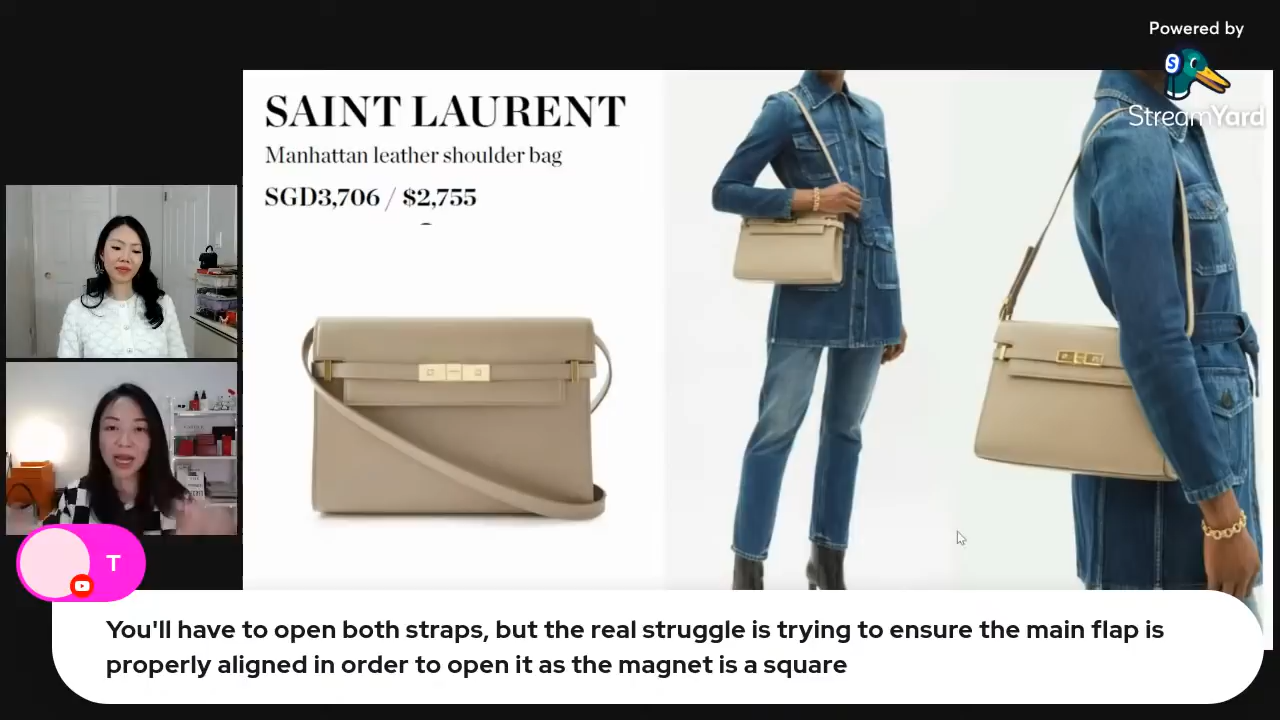 Powered by
S
StreamYard
SAINT LAURENT
Manhattan leather shoulder bag
SGD3,706 / $2,755
T
You'll have to open both straps, but the real struggle is trying to ensure the main flap is
properly aligned in order to open it as the magnet is a square